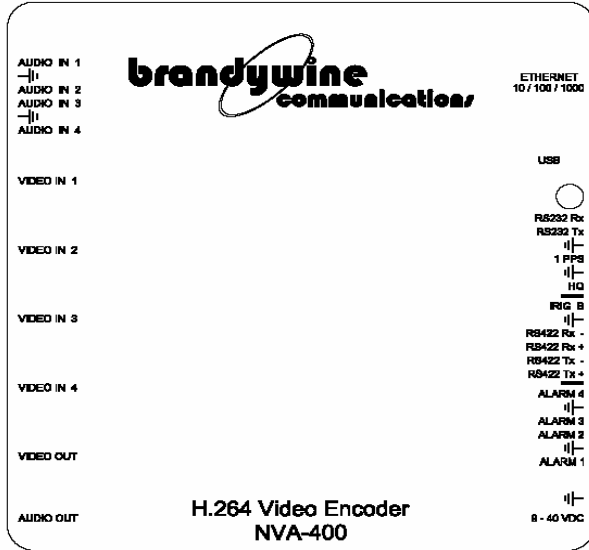 AUDIO IN 1
AUDIO IN 2
AUDIO IN 3
AUDIO IN 4
VIDEO IN 1
VIDEO IN 2
VIDEO IN 3
VIDEO IN 4
VIDEO OUT
AUDIO OUT
brandywine
communications
H.264 Video Encoder
NVA-400
ETHERNET
10 / 100 / 1000
USB
RS232 Rx
RS232 Tx
1 PPS
HQ
IRIG B
RS422 Rx -
RS422 Rx +
RS422 Tx -
RS422 Tx +
ALARM 4
ALARM 3
ALARM 2
ALARM 1
9 - 40 VDC